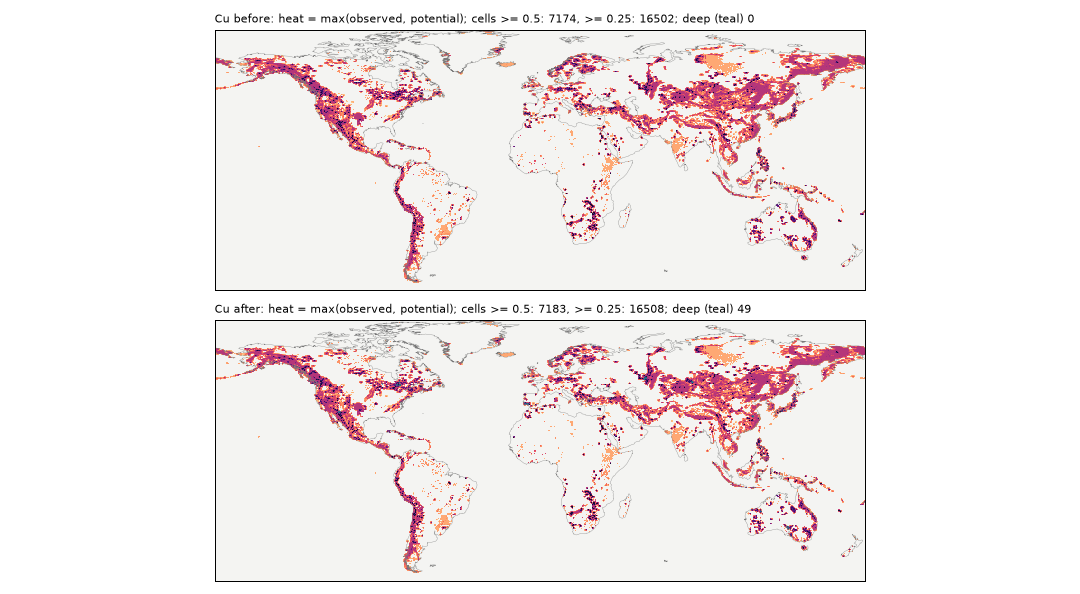 Cu before: heat = max(observed, potential); cells >= 0.5: 7174, >= 0.25: 16502; deep (teal) 0
Cu after: heat = max(observed, potential); cells >= 0.5: 7183, >= 0.25: 16508; deep (teal) 49